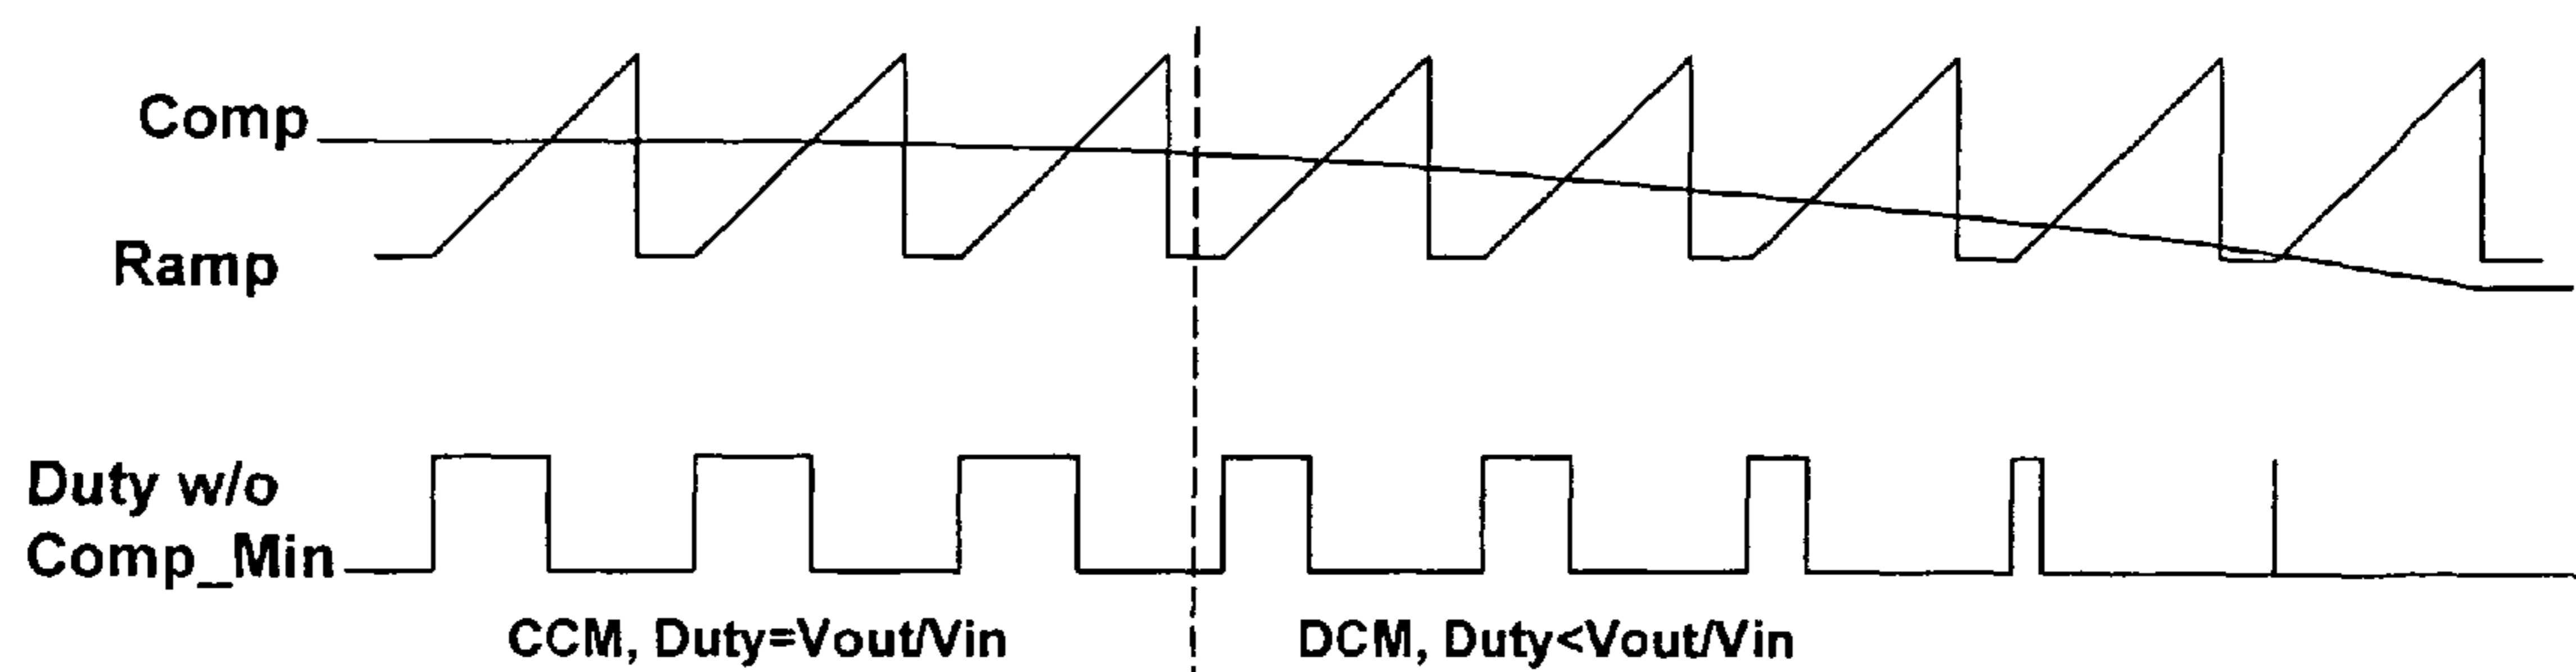 Comp
Ramp
Duty w/o
Comp_Min
CCM, Duty=Vout/Vin
DCM, Duty<Vout/Vin